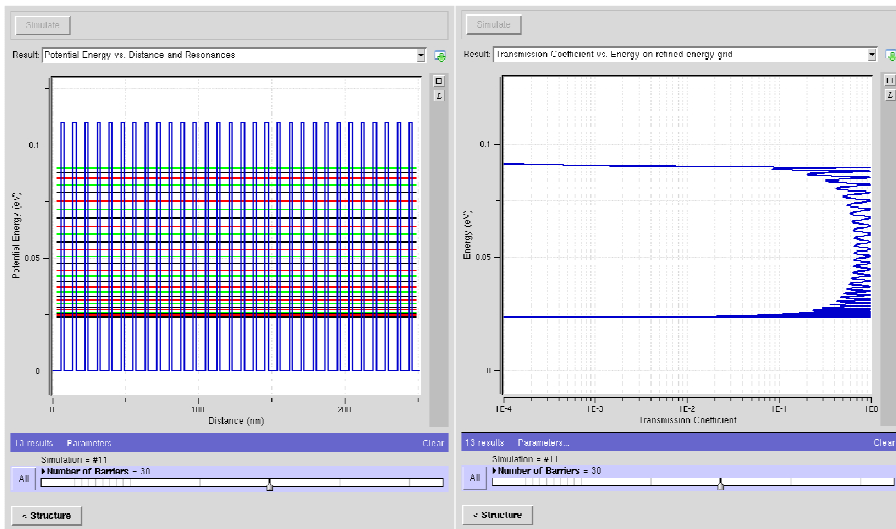 Simulate
Result: Potential Energy vs. Distance and Resonances
Potential Energy (eV)
0.1
0.05
0
0 100 200
Distance (nm)
13 results Parameters... Clear
Simulation = #11
All
Number of Barriers = 30
< Structure
Simulate
Result: Transmission Coefficient vs. Energy on refined energy grid
Energy (eV)
0.1
0.05
0
1E-4 1E-3 1E-2 1E-1 1E0
Transmission Coefficient
13 results Parameters... Clear
Simulation = #11
All
Number of Barriers = 30
< Structure